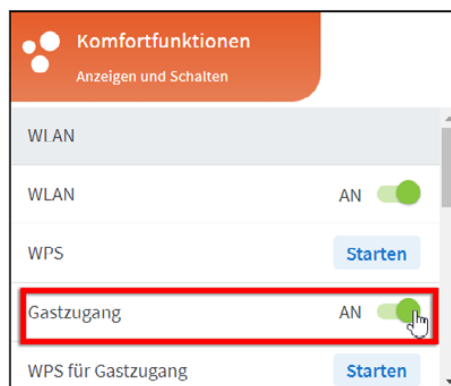 Komfortfunktionen
Anzeigen und Schalten
WLAN
WLAN AN
WPS Starten
Gastzugang AN
WPS für Gastzugang Starten